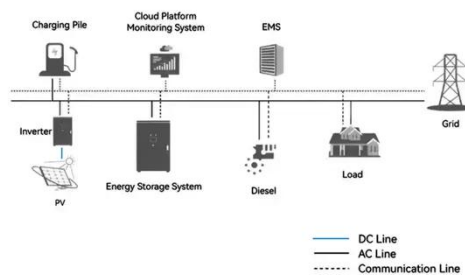 Charging Pile
Cloud Platform
Monitoring System
EMS
Grid
Inverter
PV
Energy Storage System
Diesel
Load
DC Line
AC Line
Communication Line